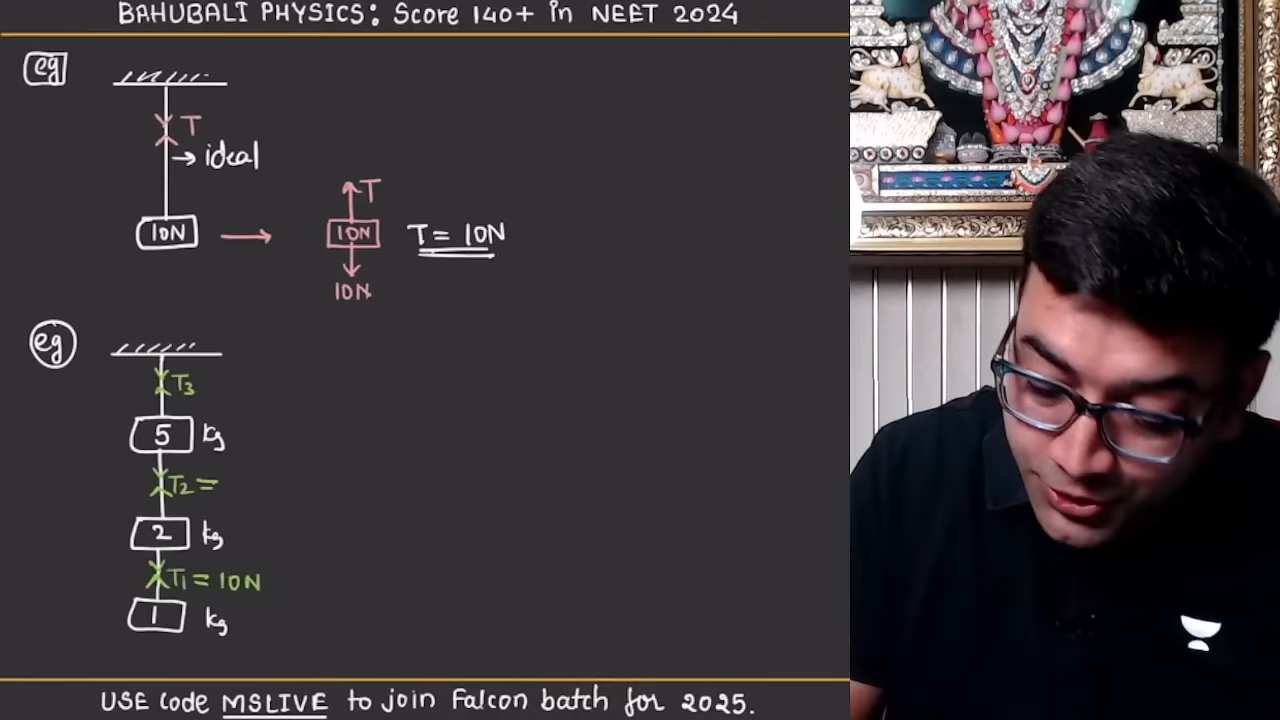 BAHUBALI PHYSICS: Score 140+ in NEET 2024
eg
T
→ ideal
T
10N
10N
T = 10N
10N
eg
T3
5 kg
T2 =
2 kg
T1 = 10N
1 kg
USE Code MSLIVE to join Falcon batch for 2025.